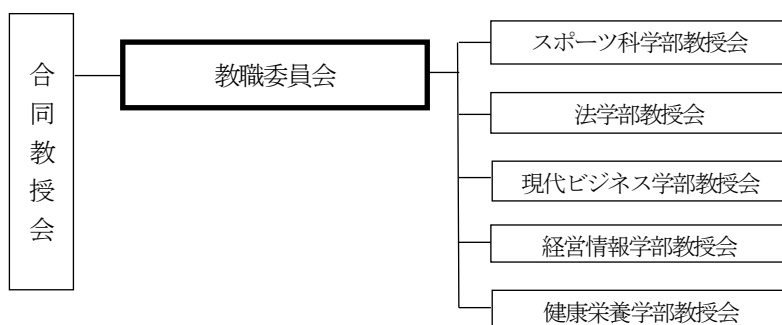 合同教授会
教職委員会
スポーツ科学部教授会
法学部教授会
現代ビジネス学部教授会
経営情報学部教授会
健康栄養学部教授会